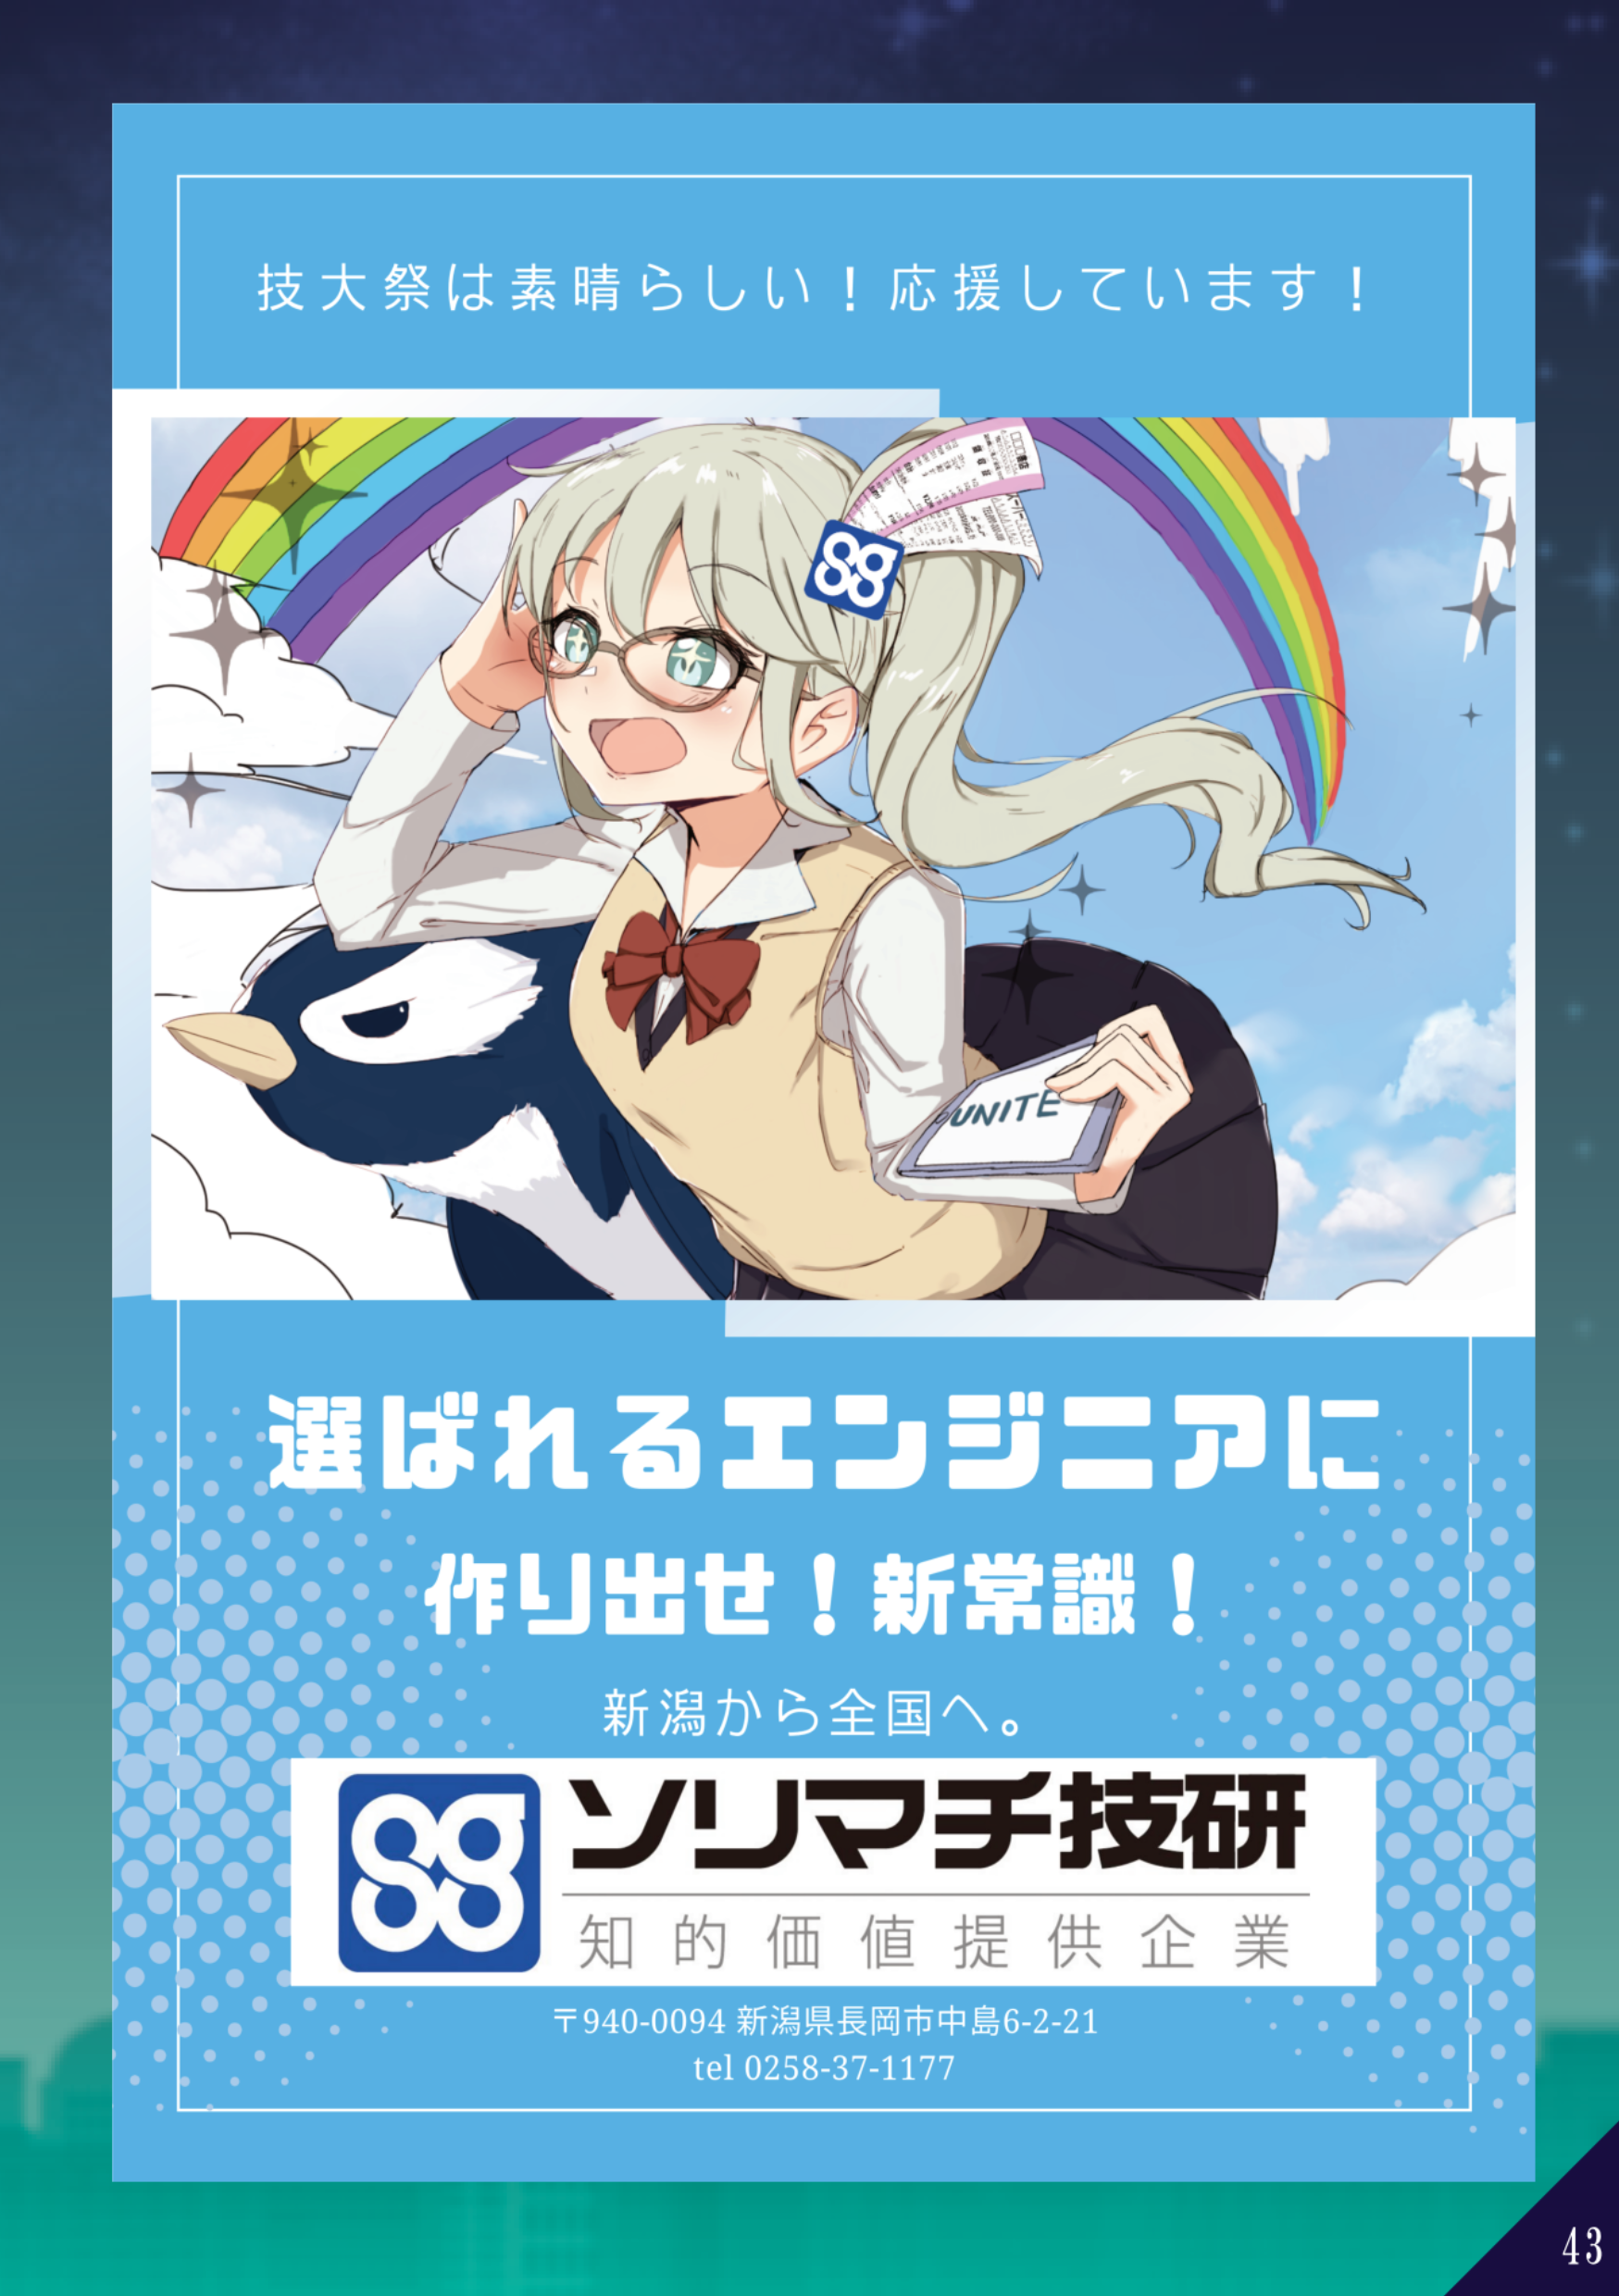 技大祭は素晴らしい！応援しています！
sg
UNITE
選ばれるエンジニアに
作り出せ！新常識！
新潟から全国へ。
sg ソリマチ技研
知的価値提供企業
〒940-0094 新潟県長岡市中島6-2-21
tel 0258-37-1177
43